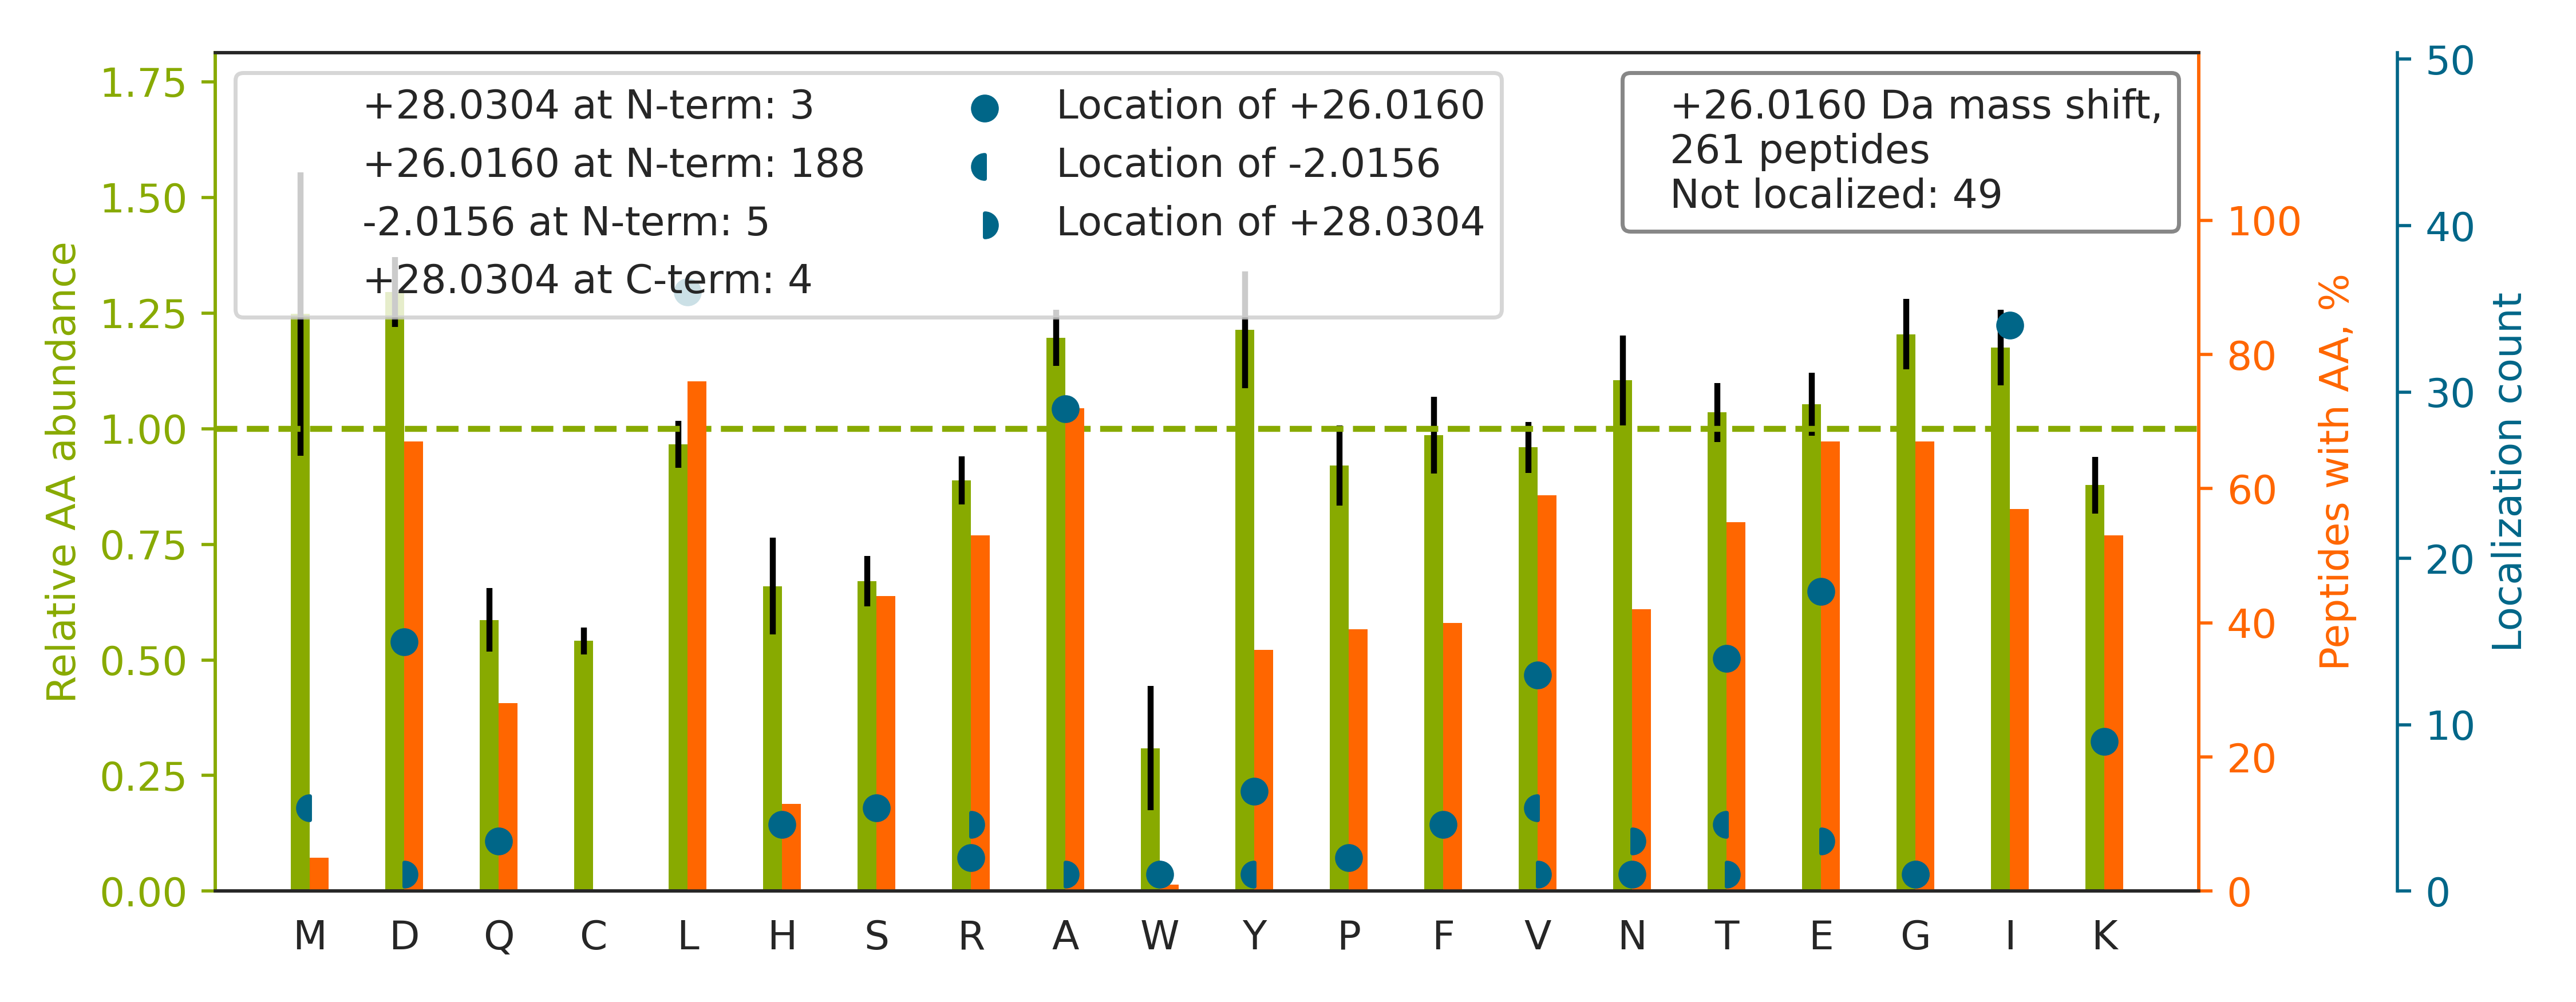 +28.0304 at N-term: 3
+26.0160 at N-term: 188
-2.0156 at N-term: 5
+28.0304 at C-term: 4
Location of +26.0160
Location of -2.0156
Location of +28.0304
+26.0160 Da mass shift,
261 peptides
Not localized: 49
Relative AA abundance
1.75
1.50
1.25
1.00
0.75
0.50
0.25
0.00
M D Q C L H S R A W Y P F V N T E G I K
100
80
60
40
20
0
Peptides with AA, %
50
40
30
20
10
0
Localization count